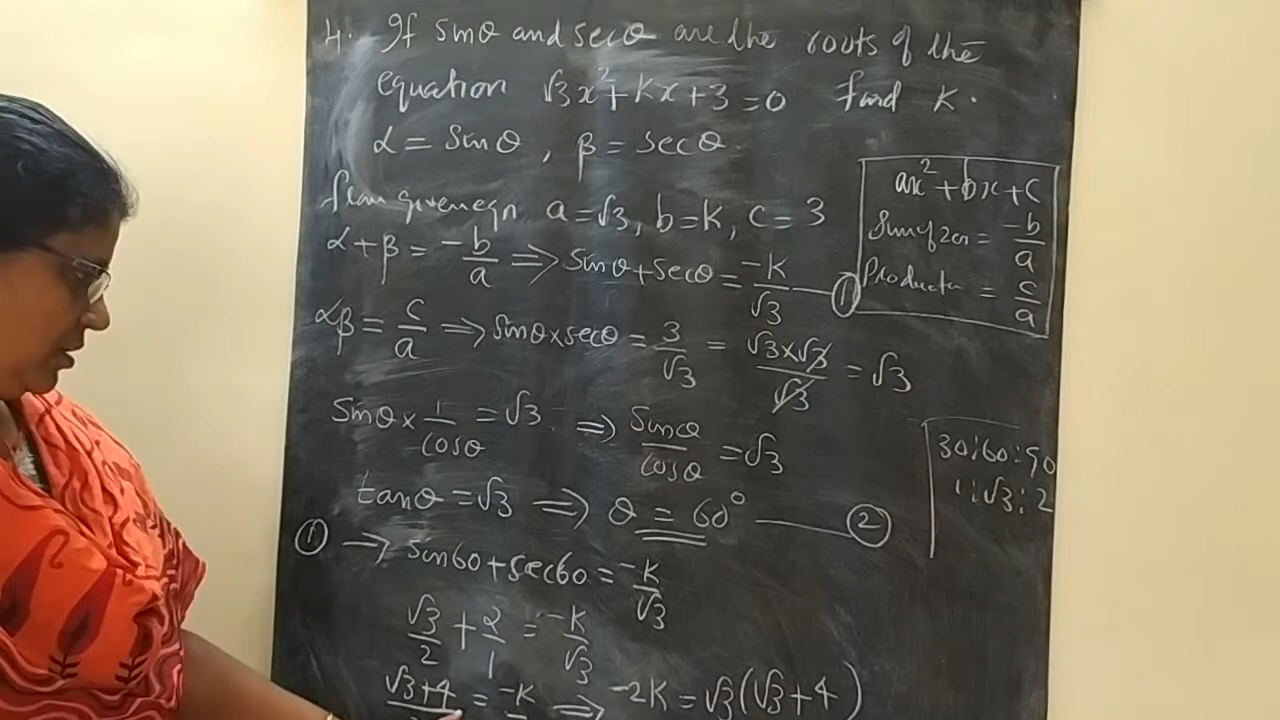 4. If sinθ and secθ are the roots of the
equation √3x²+Kx+3=0 find K.
α = Sinθ , β = secθ
from given eqn a=√3, b=K, c=3
α+β = -b/a ⇒ sinθ+secθ = -K/√3 —①
αβ = c/a ⇒ sinθ×secθ = 3/√3 = √3×√3/√3 = √3
Sinθ × 1/cosθ = √3 ⇒ Sinθ/cosθ = √3
tanθ = √3 ⇒ θ = 60° —②
① → sin60+sec60 = -K/√3
√3/2 + 2/1 = -K/√3
√3+4 = -K ⇒ -2K = √3(√3+4)
ax²+bx+c
Sum of zer = -b/a
Product = c/a
30:60:90
1:√3:2